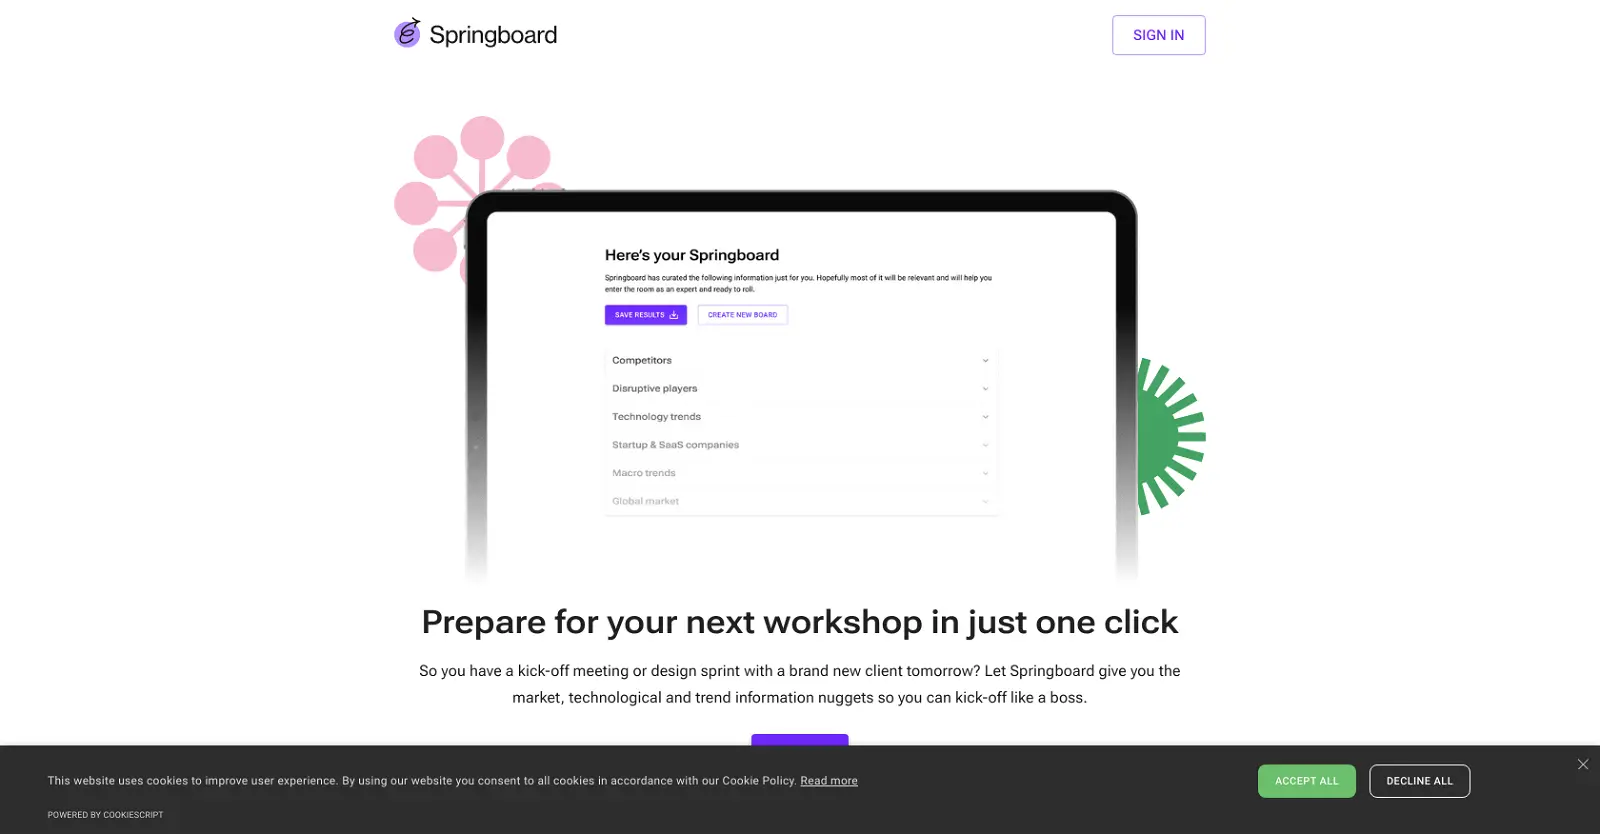 Springboard
SIGN IN
Here's your Springboard
Springboard has curated the following information just for you. Hopefully most of it will be relevant and will help you
enter the room as an expert and ready to roll.
SAVE RESULTS
CREATE NEW BOARD
Competitors
Disruptive players
Technology trends
Startup & SaaS companies
Macro trends
Global market
Prepare for your next workshop in just one click
So you have a kick-off meeting or design sprint with a brand new client tomorrow? Let Springboard give you the
market, technological and trend information nuggets so you can kick-off like a boss.
This website uses cookies to improve user experience. By using our website you consent to all cookies in accordance with our Cookie Policy. Read more
ACCEPT ALL
DECLINE ALL
POWERED BY COOKIESCRIPT